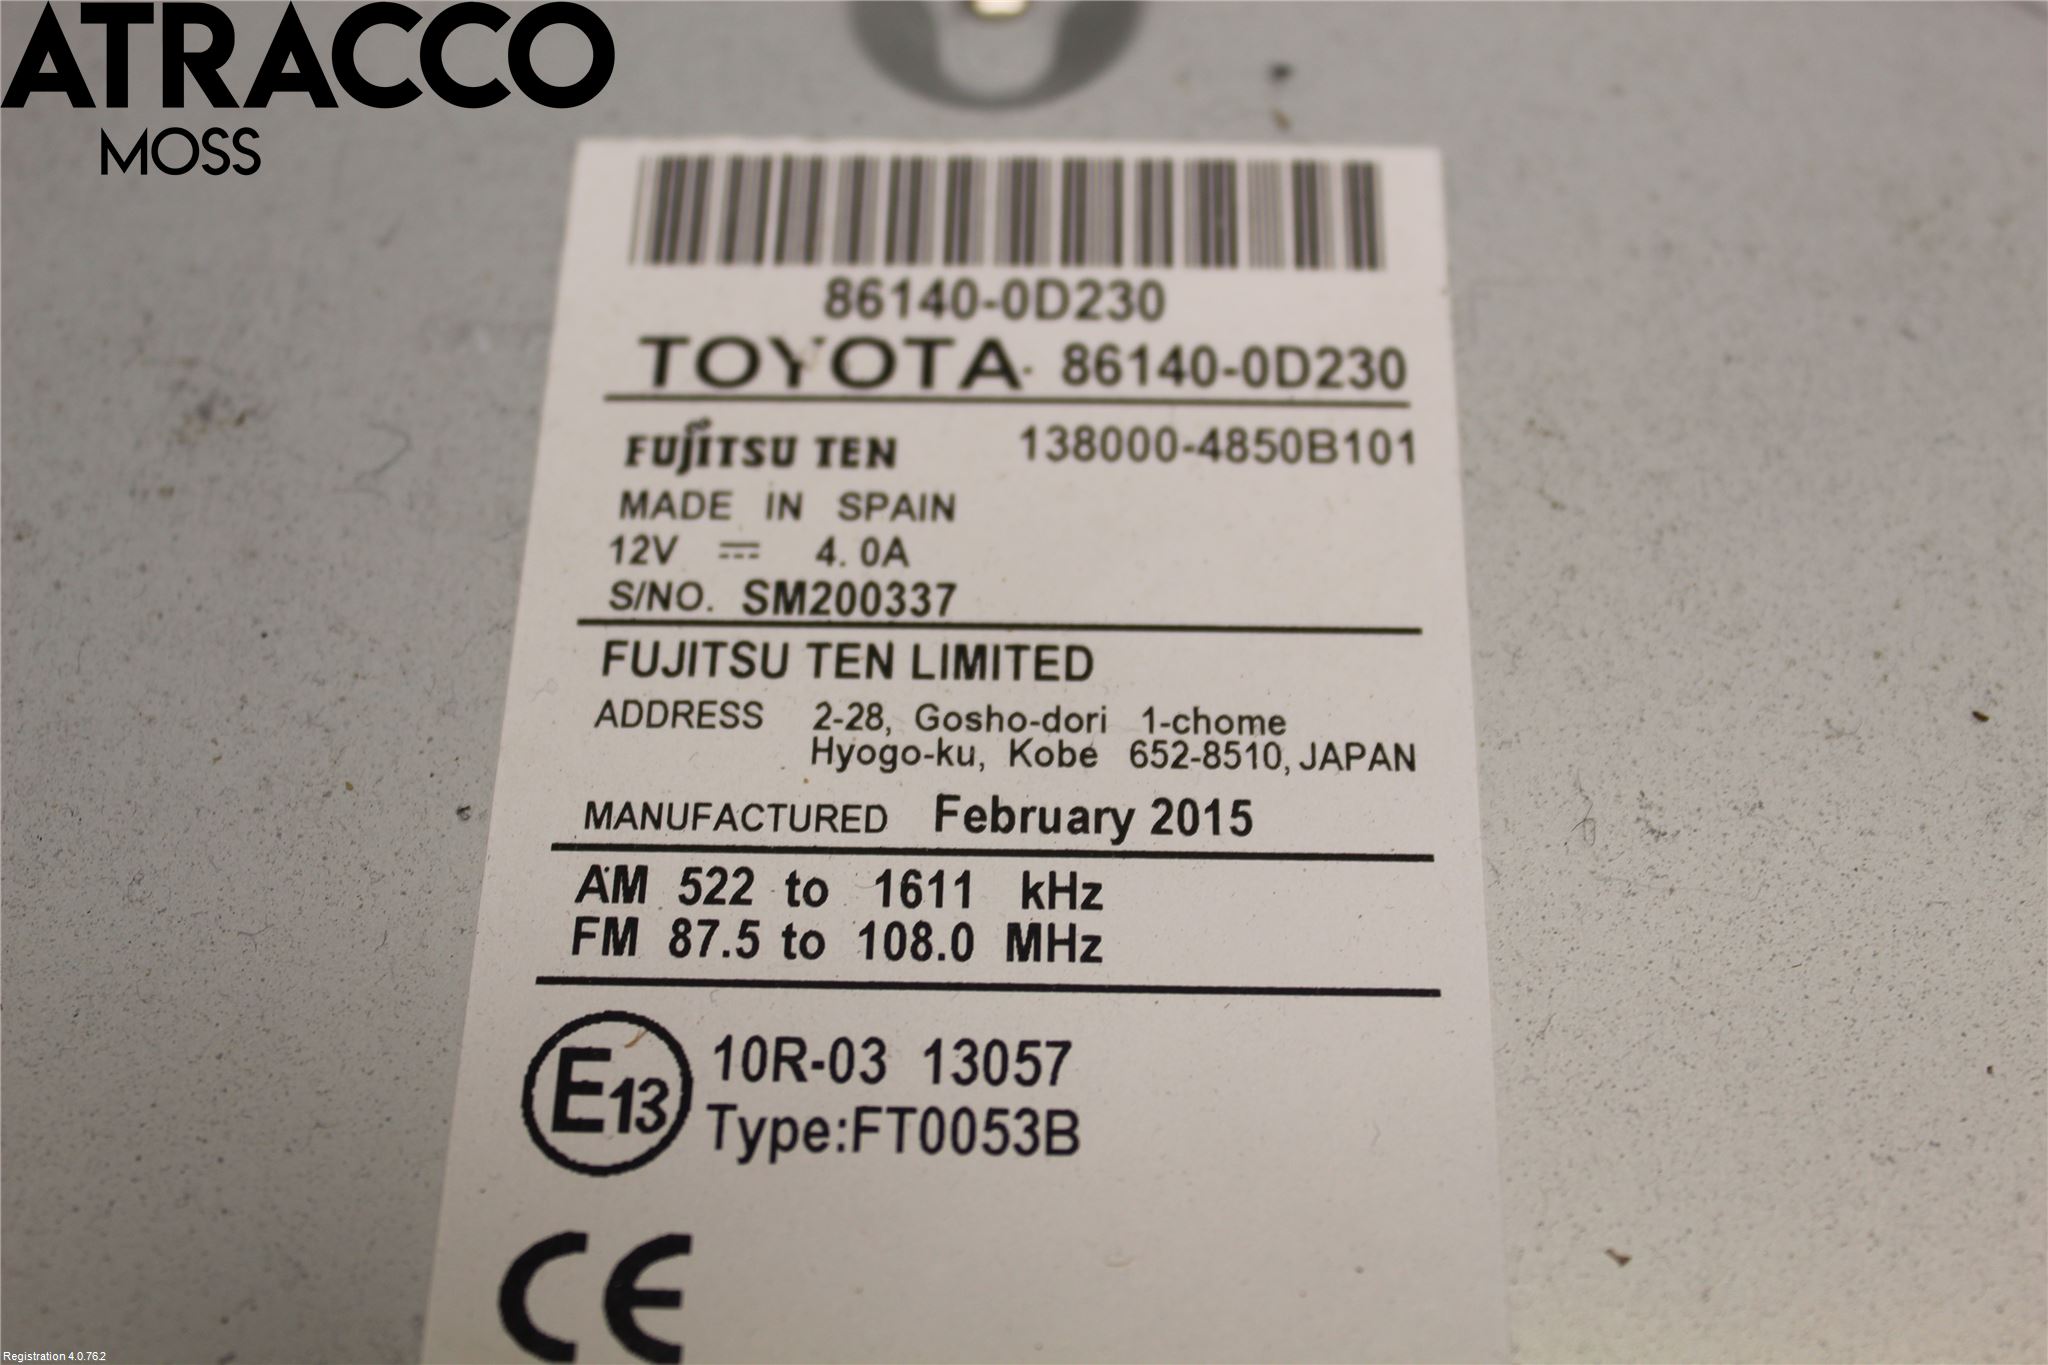 ATRACCO
MOSS
86140-0D230
TOYOTA 86140-0D230
FUJITSU TEN 138000-4850B101
MADE IN SPAIN
12V ⎓ 4.0A
S/NO. SM200337
FUJITSU TEN LIMITED
ADDRESS 2-28, Gosho-dori 1-chome
Hyogo-ku, Kobe 652-8510, JAPAN
MANUFACTURED February 2015
AM 522 to 1611 kHz
FM 87.5 to 108.0 MHz
E13 10R-03 13057
Type:FT0053B
CE
Registration 4.0.76.2